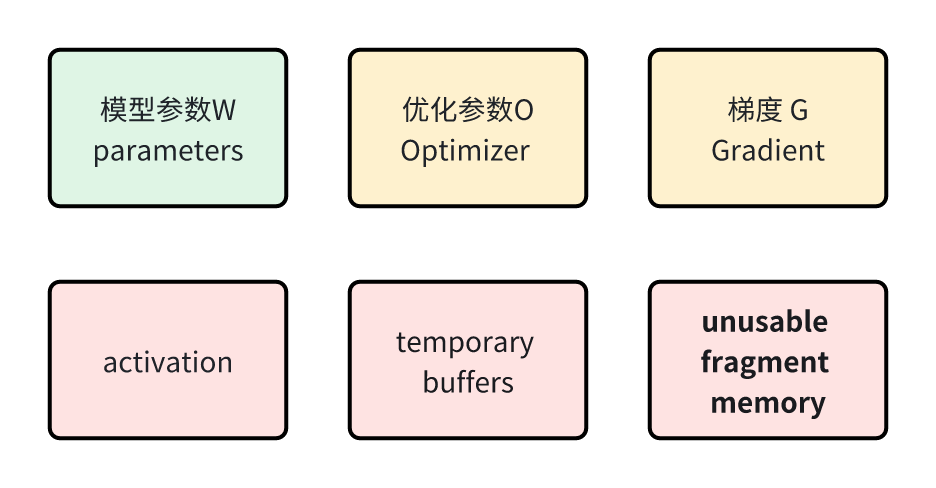 模型参数W
parameters
优化参数O
Optimizer
梯度 G
Gradient
activation
temporary
buffers
unusable
fragment
memory